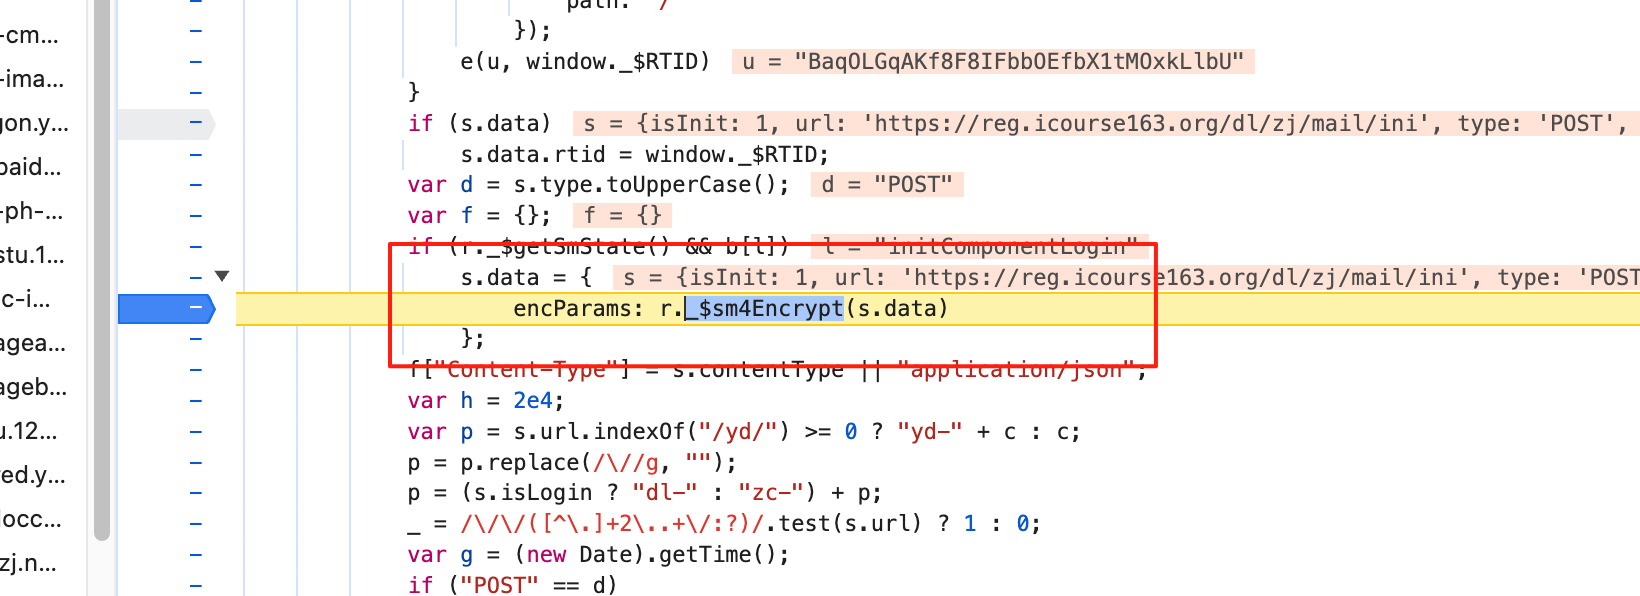 path: "/"
});
-cm...
e(u, window._$RTID) u = "BaqOLGqAKf8F8IFbbOEfbX1tMOxkLlbU"
-ima...
}
gon.y...
if (s.data) s = {isInit: 1, url: 'https://reg.icourse163.org/dl/zj/mail/ini', type: 'POST',
s.data.rtid = window._$RTID;
paid...
var d = s.type.toUpperCase(); d = "POST"
-ph-...
var f = {}; f = {}
stu.1...
if (r._$getSmState() && b[l]) l = "initComponentLogin"
s.data = { s = {isInit: 1, url: 'https://reg.icourse163.org/dl/zj/mail/ini', type: 'POST
c-i...
encParams: r._$sm4Encrypt(s.data)
};
agea...
f["Content-Type"] = s.contentType || "application/json";
ageb...
var h = 2e4;
u.12...
var p = s.url.indexOf("/yd/") >= 0 ? "yd-" + c : c;
p = p.replace(/\//g, "");
red.y...
p = (s.isLogin ? "dl-" : "zc-") + p;
locc...
_ = /\/\/([^\.]+2\..+\/:?)/.test(s.url) ? 1 : 0;
var g = (new Date).getTime();
zj.n...
if ("POST" == d)